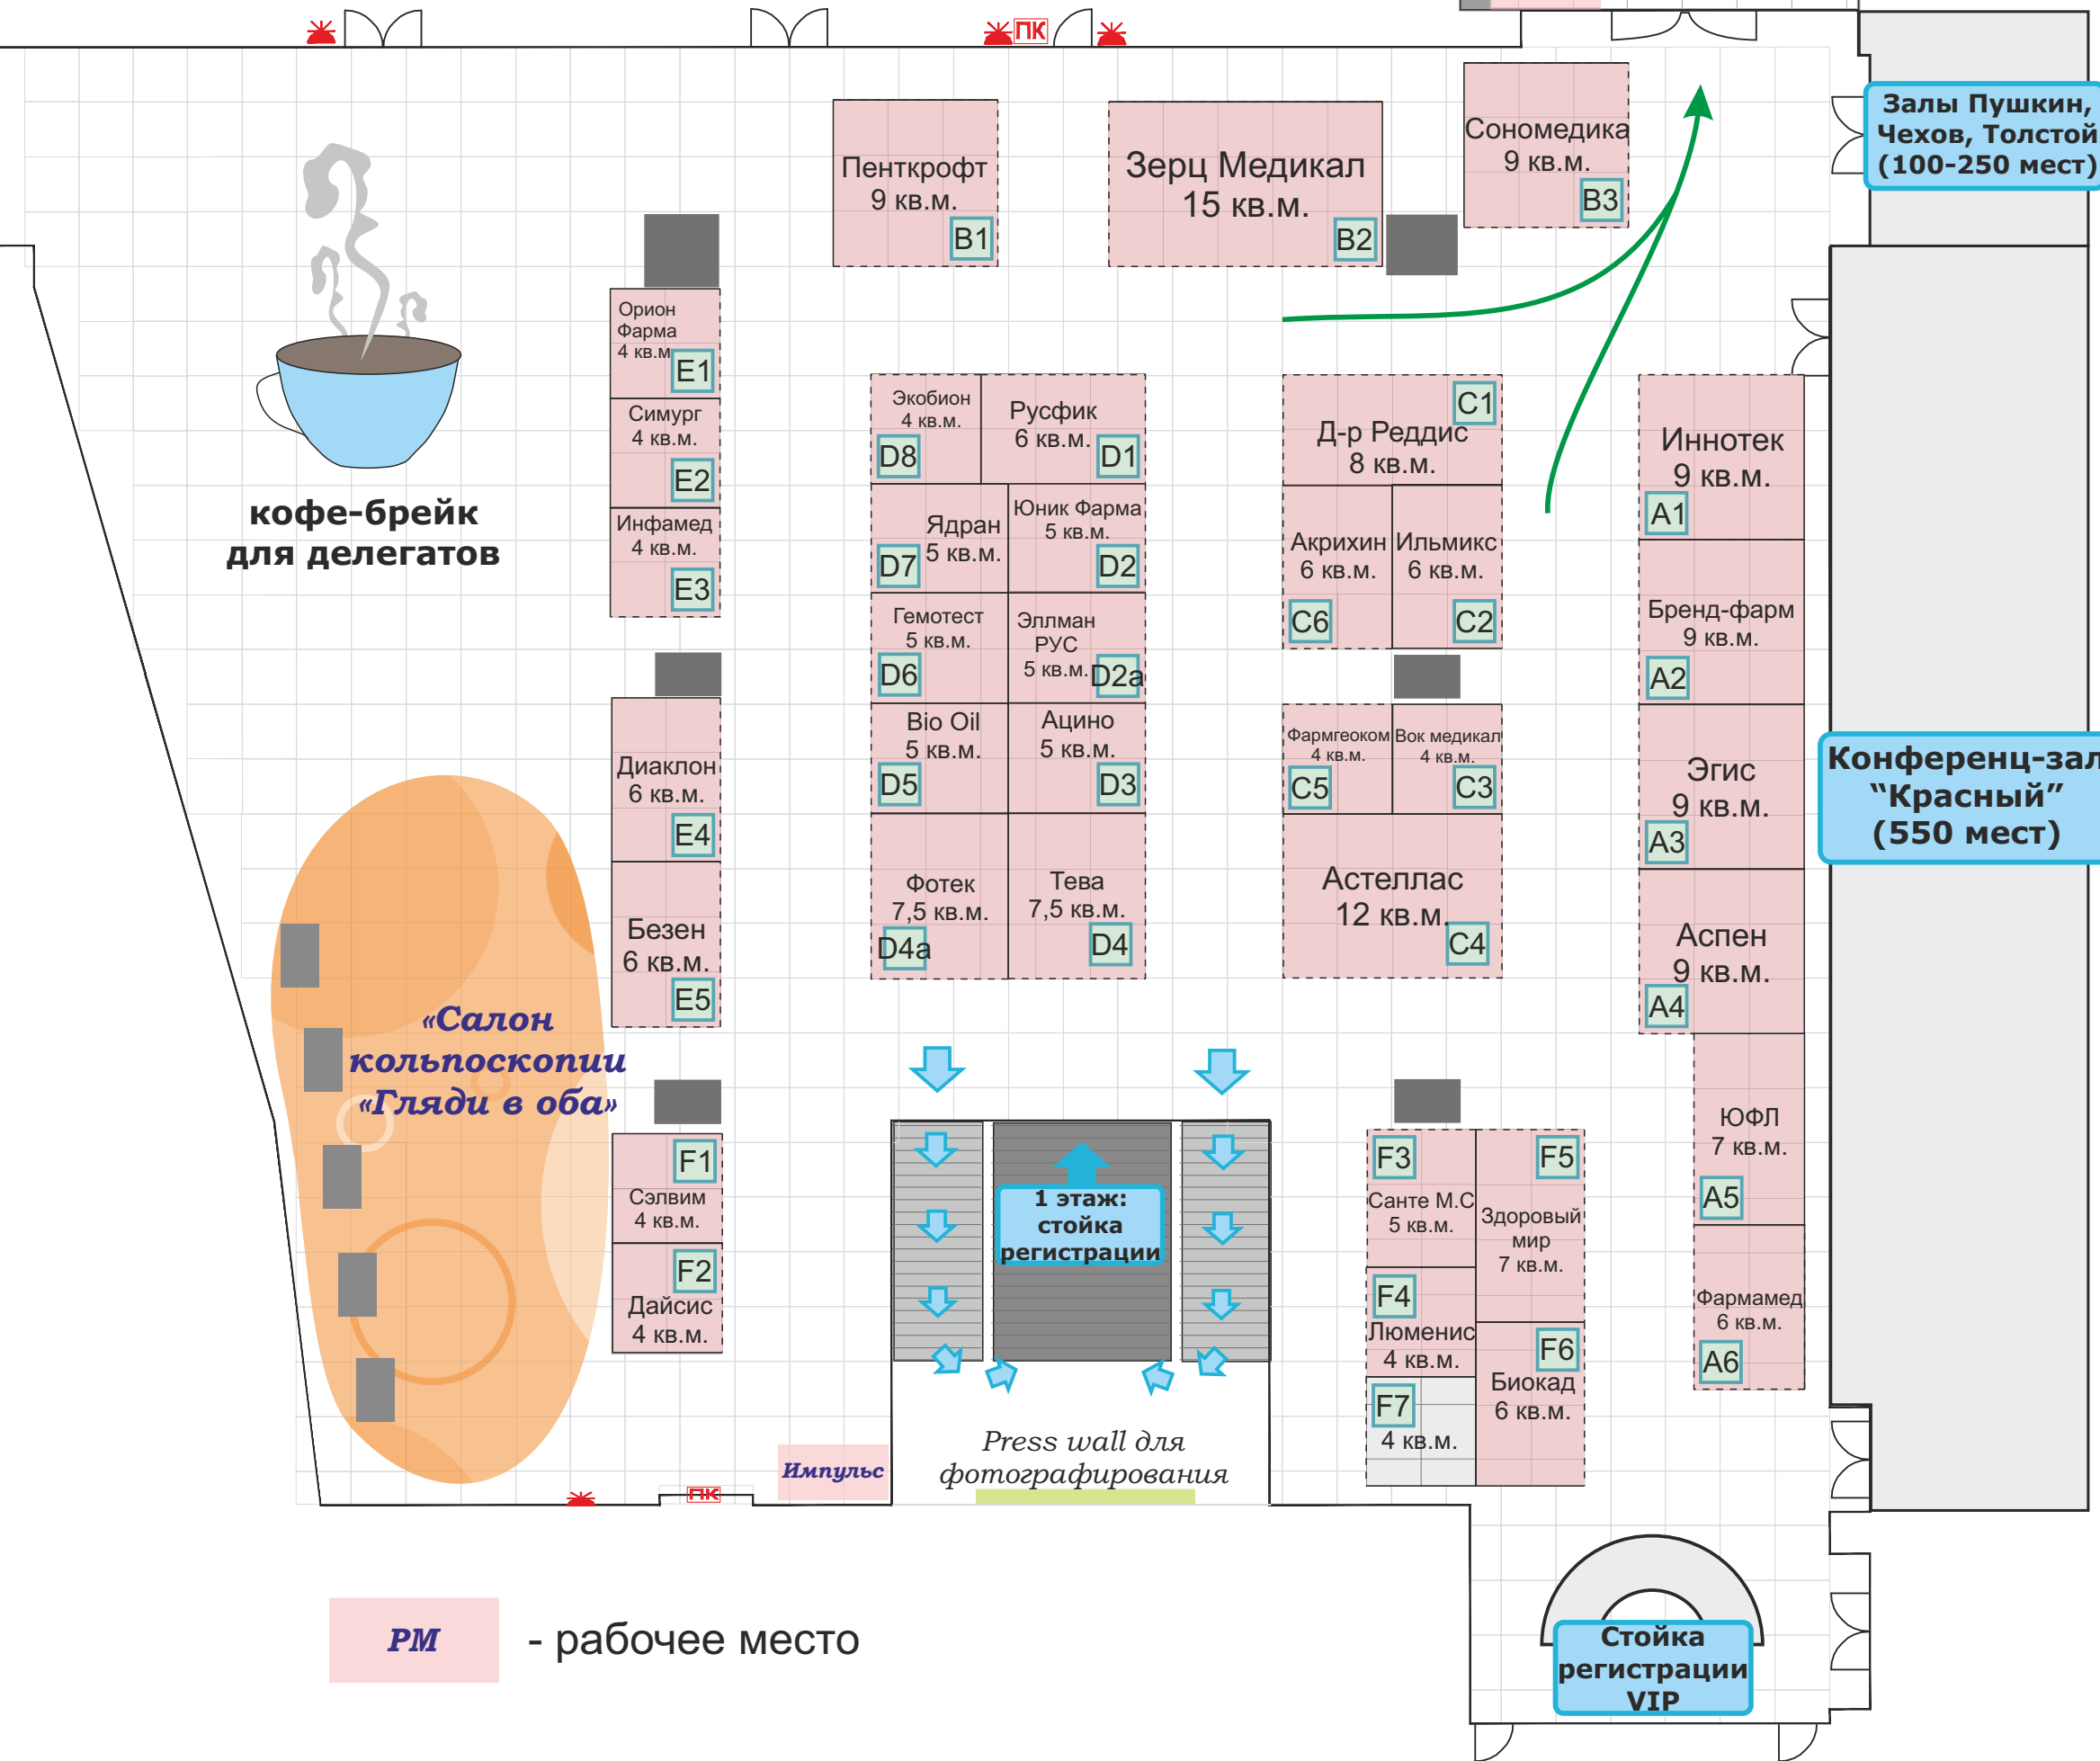 ПК
Залы Пушкин,
Чехов, Толстой
(100-250 мест)
Пенткрофт
9 кв.м.
B1
Зерц Медикал
15 кв.м.
B2
Сономедика
9 кв.м.
B3
кофе-брейк
для делегатов
Орион
Фарма
4 кв.м
E1
Симург
4 кв.м.
E2
Инфамед
4 кв.м.
E3
Диаклон
6 кв.м.
E4
Безен
6 кв.м.
E5
Экобион
4 кв.м.
D8
Русфик
6 кв.м.
D1
Ядран
5 кв.м.
D7
Юник Фарма
5 кв.м.
D2
Гемотест
5 кв.м.
D6
Эллман
РУС
5 кв.м.
D2a
Bio Oil
5 кв.м.
D5
Ацино
5 кв.м.
D3
Фотек
7,5 кв.м.
D4a
Тева
7,5 кв.м.
D4
C1
Д-р Реддис
8 кв.м.
Акрихин
6 кв.м.
C6
Ильмикс
6 кв.м.
C2
Фармгеоком
4 кв.м.
C5
Вок медикал
4 кв.м.
C3
Астеллас
12 кв.м.
C4
Иннотек
9 кв.м.
A1
Бренд-фарм
9 кв.м.
A2
Эгис
9 кв.м.
A3
Аспен
9 кв.м.
A4
ЮФЛ
7 кв.м.
A5
Фармамед
6 кв.м.
A6
Конференц-зал
“Красный”
(550 мест)
«Салон
кольпоскопии
«Гляди в оба»
F1
Сэлвим
4 кв.м.
F2
Дайсис
4 кв.м.
1 этаж:
стойка
регистрации
F3
Санте М.С
5 кв.м.
F5
Здоровый
мир
7 кв.м.
F4
Люменис
4 кв.м.
F6
Биокад
6 кв.м.
F7
4 кв.м.
Импульс
Press wall для
фотографирования
ПК
РМ
- рабочее место
Стойка
регистрации
VIP